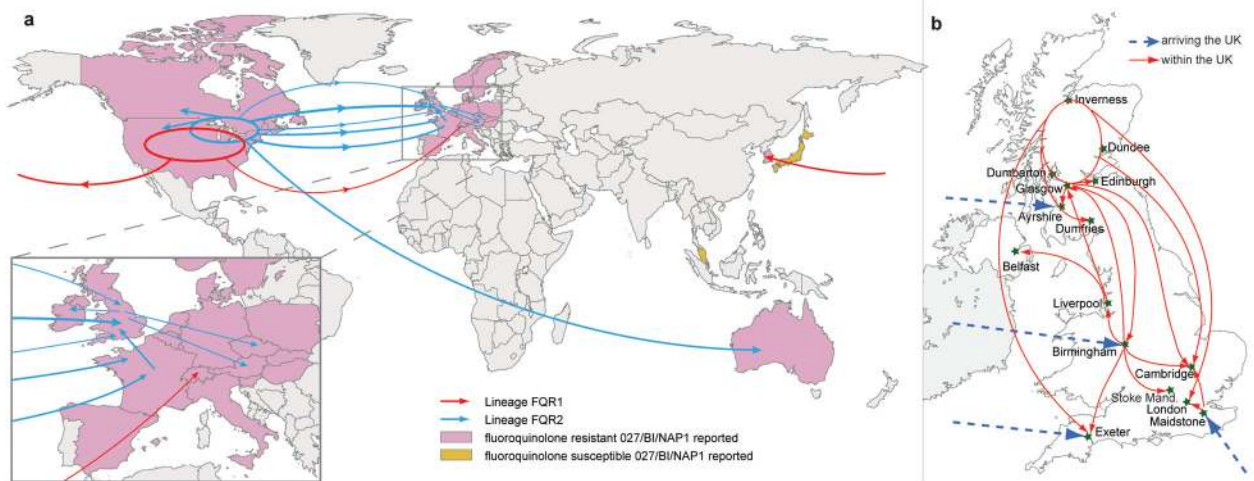 a
Lineage FQR1
Lineage FQR2
fluoroquinolone resistant 027/BI/NAP1 reported
fluoroquinolone susceptible 027/BI/NAP1 reported
b
arriving the UK
within the UK
Inverness
Dundee
Dumbarton
Edinburgh
Glasgow
Ayrshire
Dumfries
Belfast
Liverpool
Birmingham
Cambridge
Stoke Mand.
London
Maidstone
Exeter